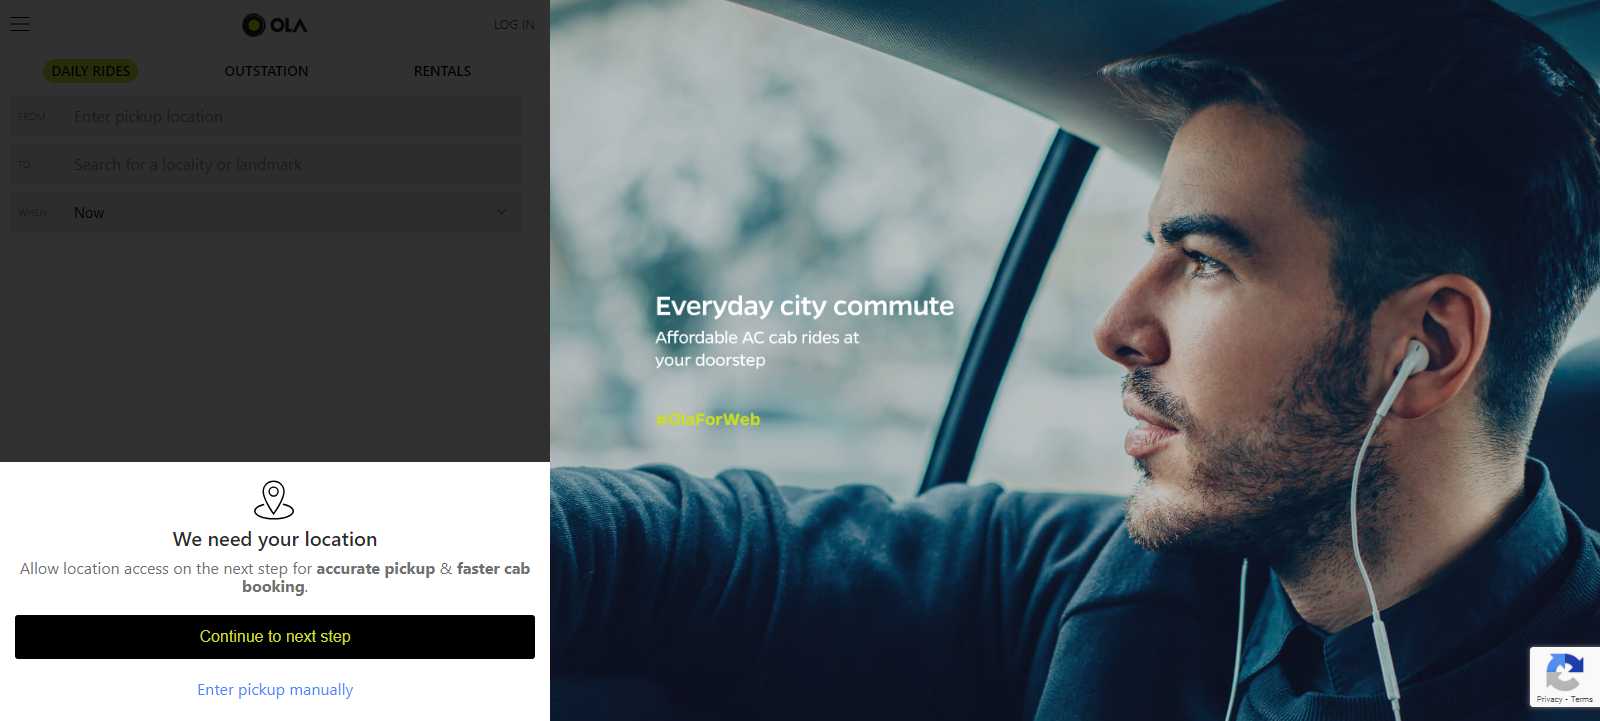 OLA
LOG IN
DAILY RIDES
OUTSTATION
RENTALS
FROM
Enter pickup location
TO
Search for a locality or landmark
WHEN
Now
We need your location
Allow location access on the next step for accurate pickup & faster cab
booking.
Continue to next step
Enter pickup manually
Everyday city commute
Affordable AC cab rides at
your doorstep
#OlaForWeb
Privacy - Terms